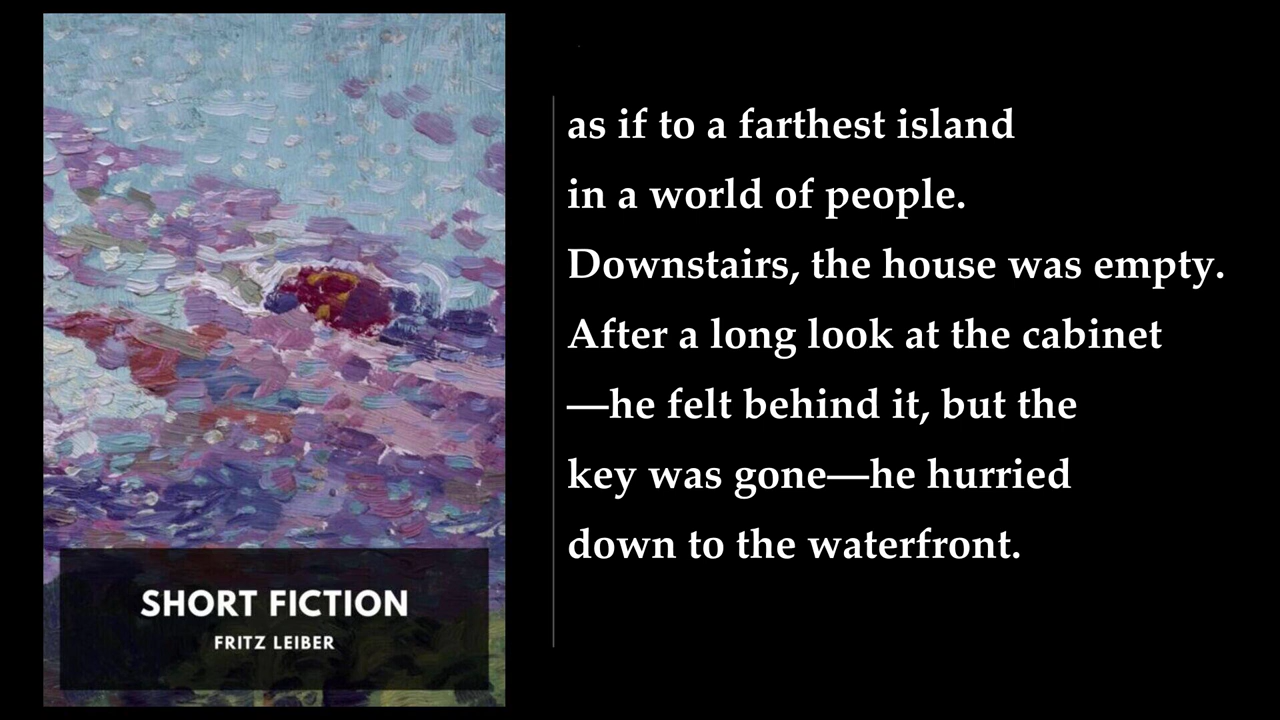 SHORT FICTION
FRITZ LEIBER
as if to a farthest island
in a world of people.
Downstairs, the house was empty.
After a long look at the cabinet
—he felt behind it, but the
key was gone—he hurried
down to the waterfront.